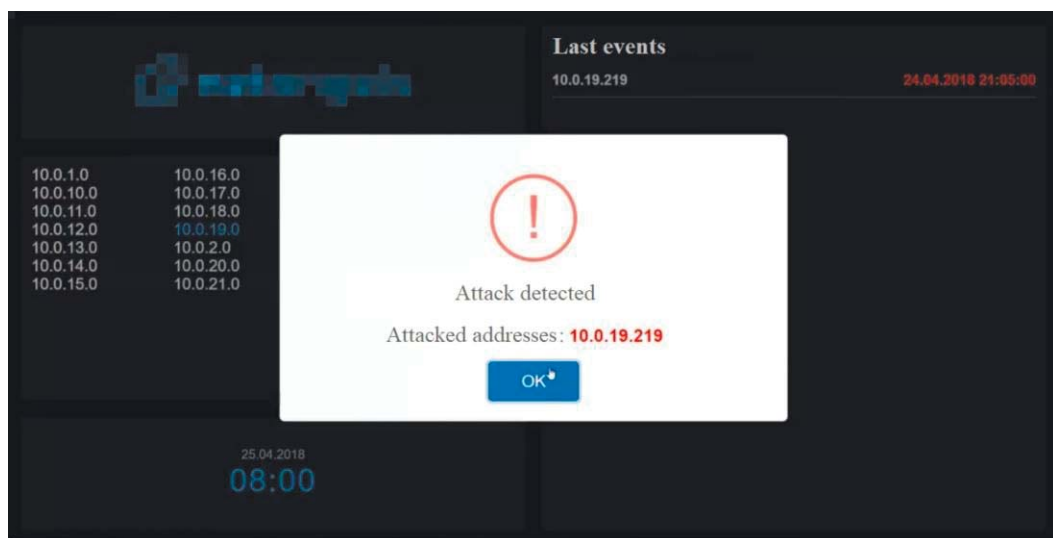 Last events
10.0.19.219 24.04.2018 21:05:00
10.0.1.0 10.0.16.0
10.0.10.0 10.0.17.0
10.0.11.0 10.0.18.0
10.0.12.0 10.0.19.0
10.0.13.0 10.0.2.0
10.0.14.0 10.0.20.0
10.0.15.0 10.0.21.0
Attack detected
Attacked addresses: 10.0.19.219
OK
25.04.2018
08:00